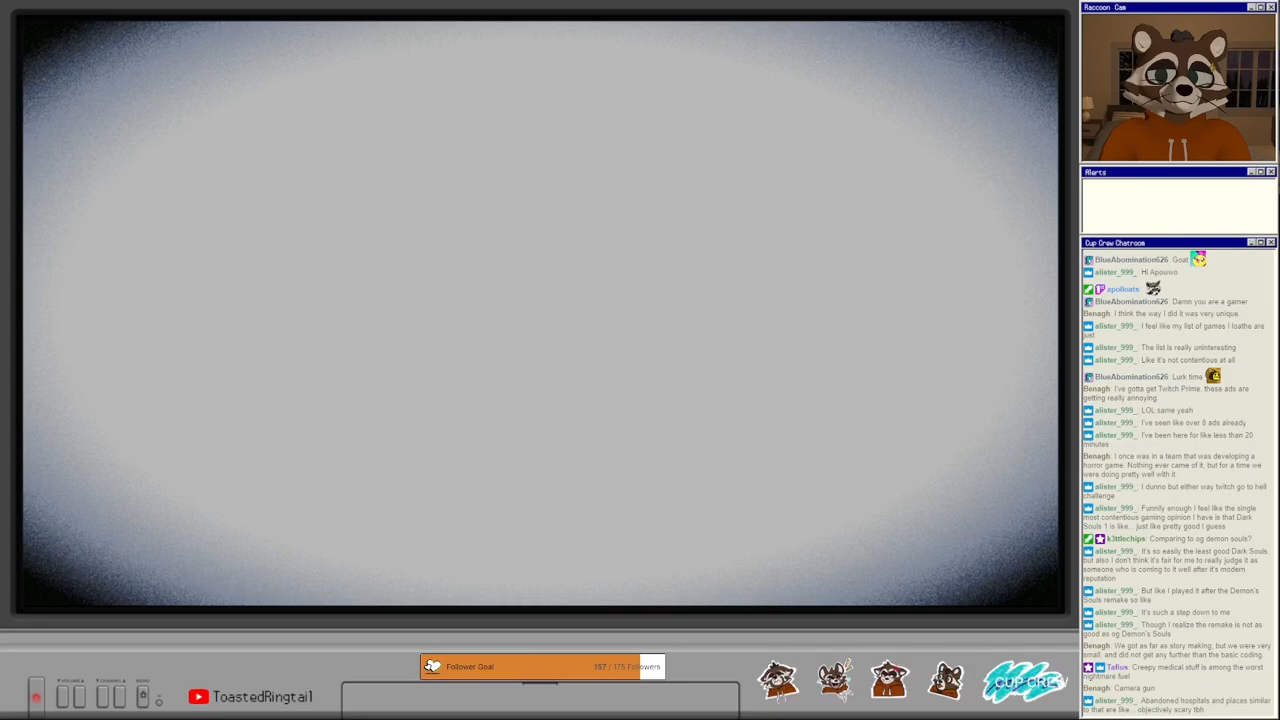 Raccoon Cam
Alerts
Cup Crew Chatroom
BlueAbomination626: Goat
alister_999_: Hi Apowwo
apolloats
BlueAbomination626: Damn you are a gamer
Benagh: I think the way I did it was very unique.
alister_999_: I feel like my list of games I loathe are
just
alister_999_: The list is really uninteresting
alister_999_: Like it's not contentious at all
BlueAbomination626: Lurk time
Benagh: I've gotta get Twitch Prime, these ads are
getting really annoying.
alister_999_: LOL same yeah
alister_999_: I've seen like over 8 ads already
alister_999_: I've been here for like less than 20
minutes
Benagh: I once was in a team that was developing a
horror game. Nothing ever came of it, but for a time we
were doing pretty well with it.
alister_999_: I dunno but either way twitch go to hell
challenge
alister_999_: Funnily enough I feel like the single
most contentious gaming opinion I have is that Dark
Souls 1 is like... just like pretty good I guess
k3ttlechips: Comparing to og demon souls?
alister_999_: It's so easily the least good Dark Souls,
but also I don't think it's fair for me to really judge it as
someone who is coming to it well after it's modern
reputation
alister_999_: But like I played it after the Demon's
Souls remake so like
alister_999_: It's such a step down to me
alister_999_: Though I realize the remake is not as
good as og Demon's Souls
Benagh: We got as far as story making, but we were very
small, and did not get any further than the basic coding.
Tafius: Creepy medical stuff is among the worst
nightmare fuel
Benagh: Camera gun
alister_999_: Abandoned hospitals and places similar
to that are like... objectively scary tbh
Follower Goal 157 / 175 Followers
VOLUME
CHANNEL
MENU
ToastedRingtail
CUP CREW